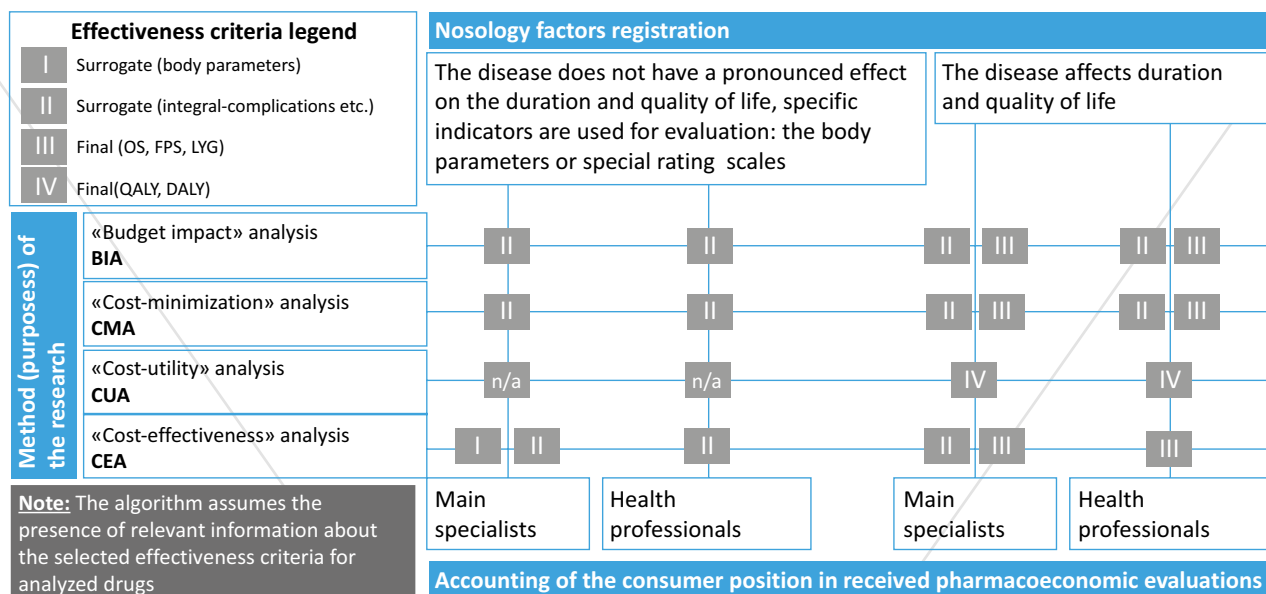 Effectiveness criteria legend
I Surrogate (body parameters)
II Surrogate (integral-complications etc.)
III Final (OS, FPS, LYG)
IV Final(QALY, DALY)
Nosology factors registration
The disease does not have a pronounced effect
on the duration and quality of life, specific
indicators are used for evaluation: the body
parameters or special rating scales
The disease affects duration
and quality of life
Method (purposess) of
the research
«Budget impact» analysis
BIA
II II II III II III
«Cost-minimization» analysis
CMA
II II II III II III
«Cost-utility» analysis
CUA
n/a n/a IV IV
«Cost-effectiveness» analysis
CEA
I II II II III III
Note: The algorithm assumes the
presence of relevant information about
the selected effectiveness criteria for
analyzed drugs
Main
specialists
Health
professionals
Main
specialists
Health
professionals
Accounting of the consumer position in received pharmacoeconomic evaluations